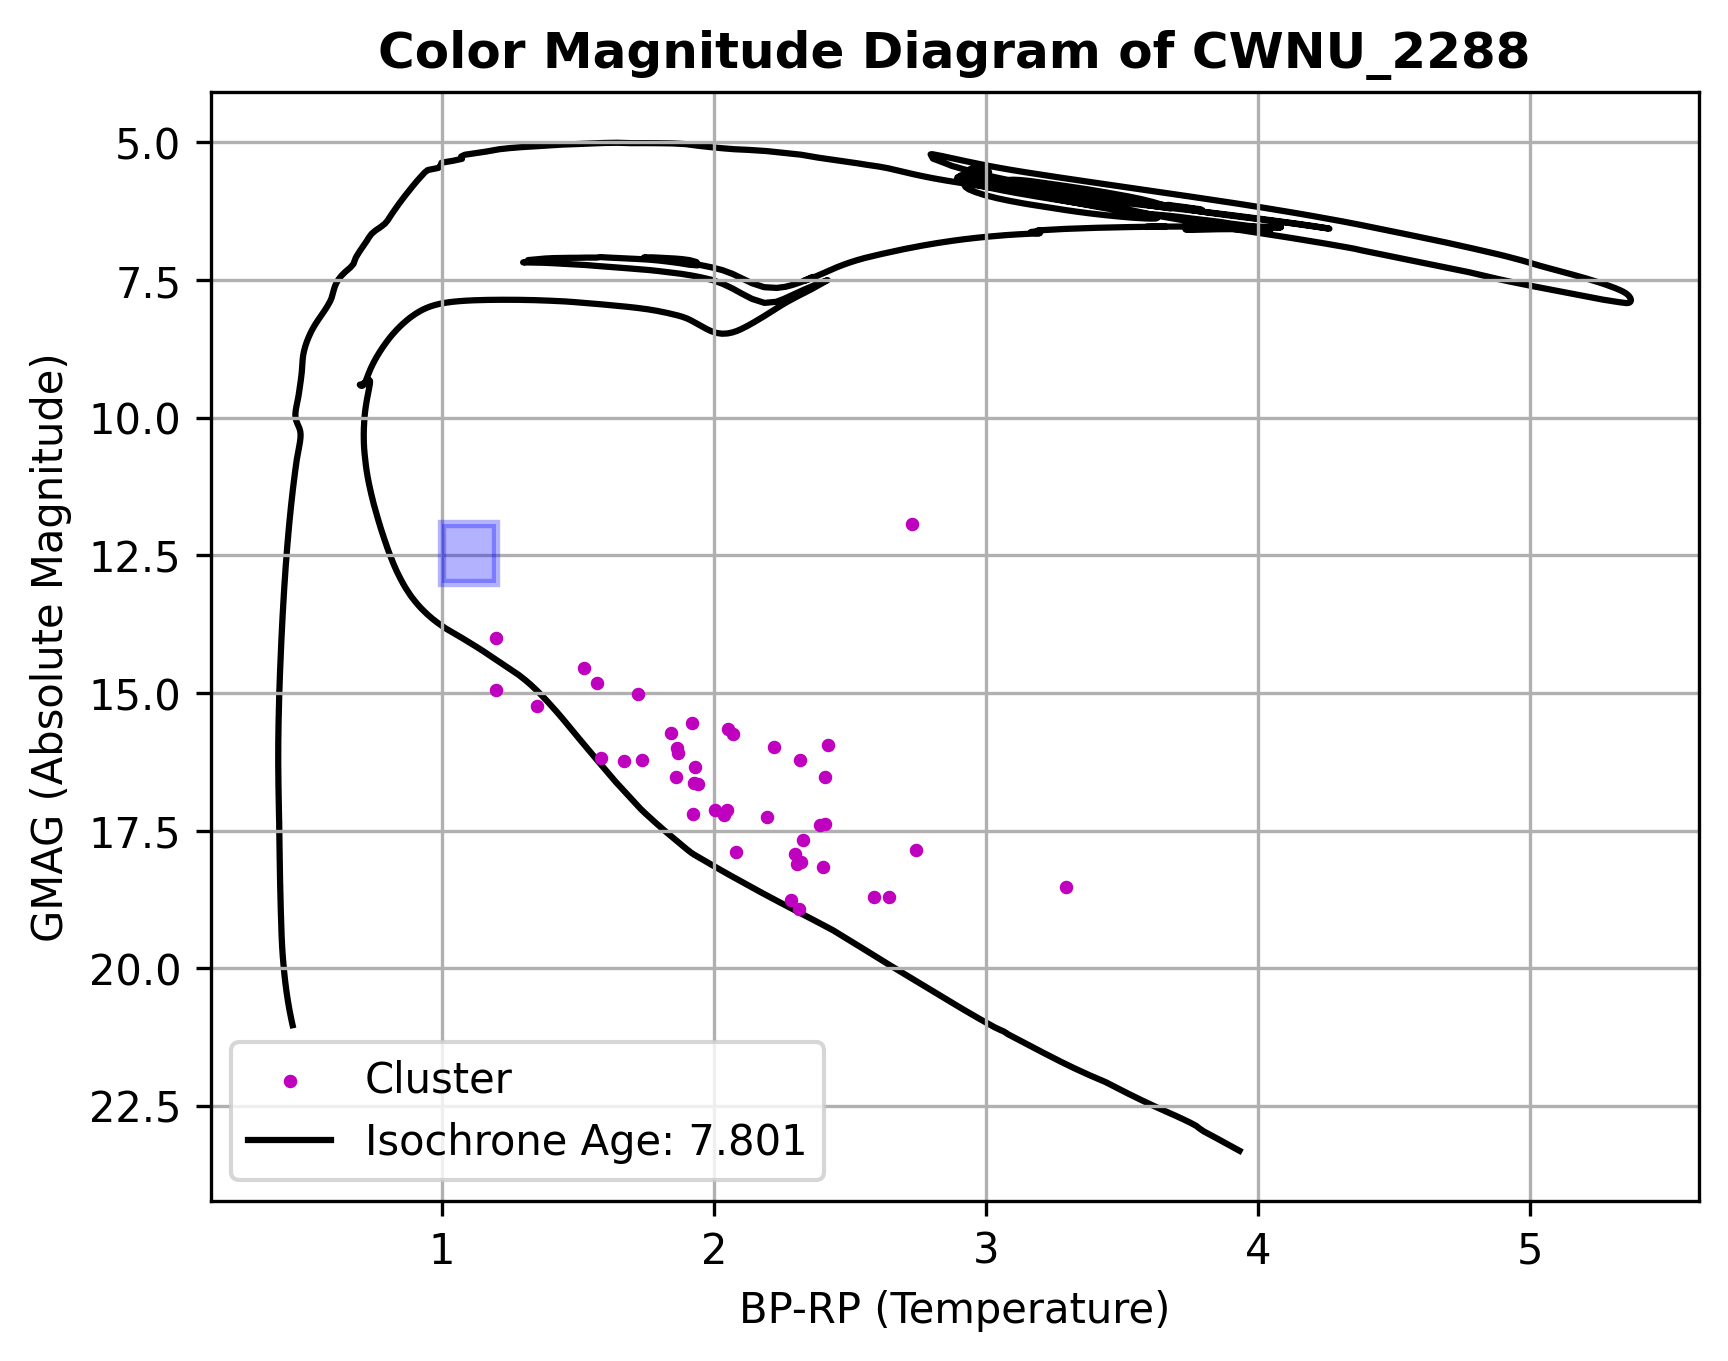 Color Magnitude Diagram of CWNU_2288
GMAG (Absolute Magnitude)
5.0
7.5
10.0
12.5
15.0
17.5
20.0
22.5
Cluster
Isochrone Age: 7.801
1 2 3 4 5
BP-RP (Temperature)